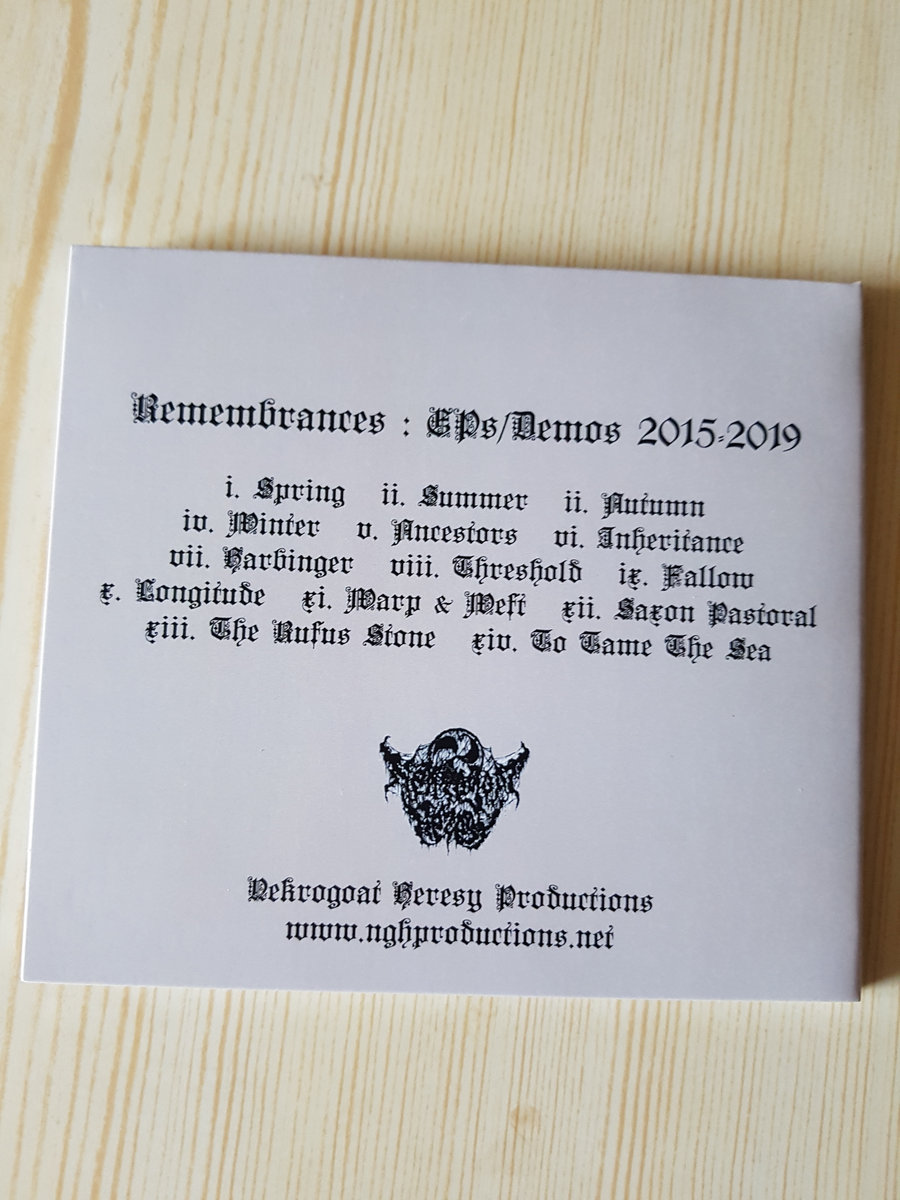 Remembrances : EPs/Demos 2015-2019
i. Spring ii. Summer ii. Autumn
iv. Winter v. Ancestors vi. Inheritance
vii. Harbinger viii. Threshold ix. Fallow
x. Longitude xi. Warp & Weft xii. Saxon Pastoral
xiii. The Rufus Stone xiv. To Tame The Sea
Nekrogoat Heresy
Nekrogoat Heresy Productions
www.nghproductions.net